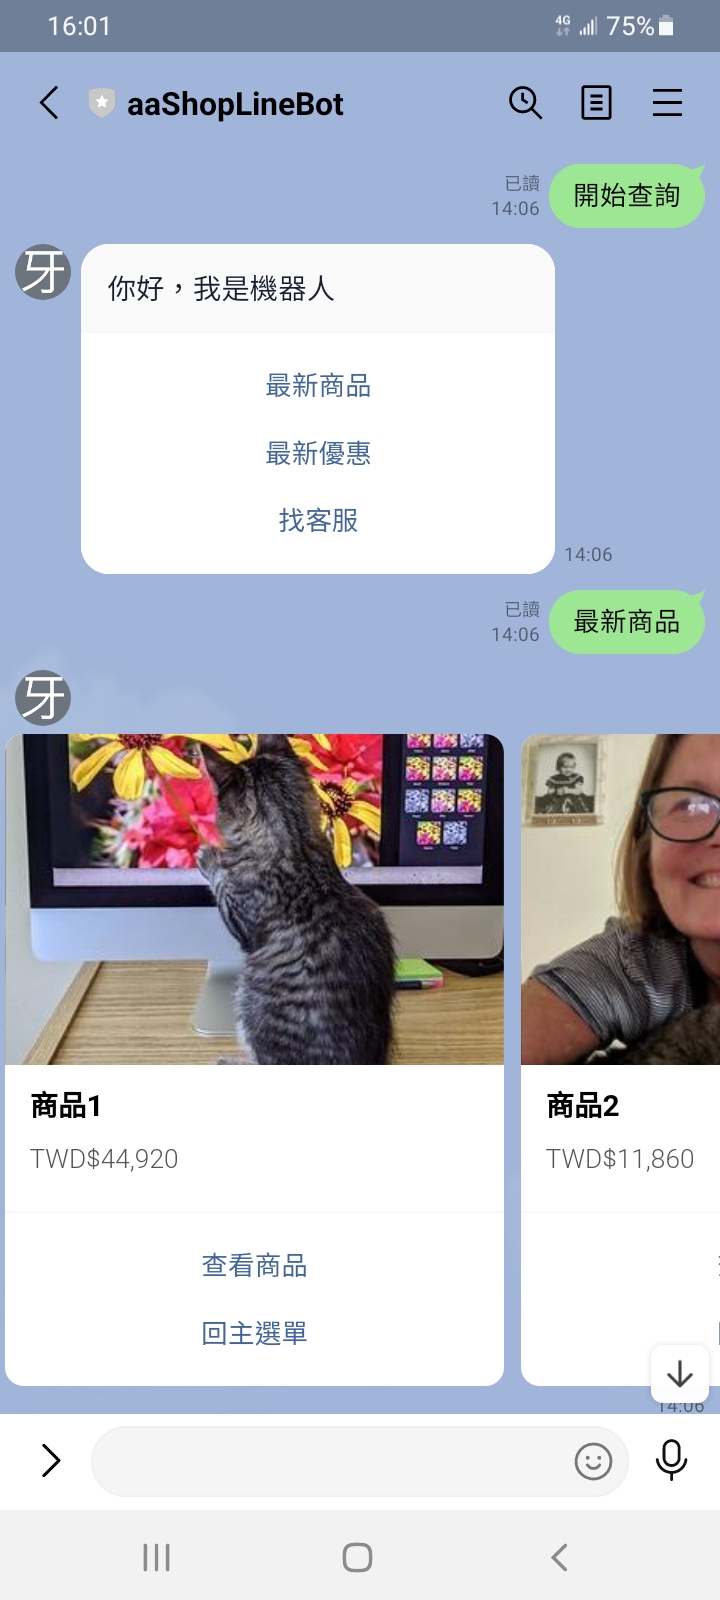 16:01
4G 75%
aaShopLineBot
已讀
14:06
開始查詢
牙
你好，我是機器人
最新商品
最新優惠
找客服
14:06
已讀
14:06
最新商品
牙
商品1
TWD$44,920
查看商品
回主選單
商品2
TWD$11,860
14:06